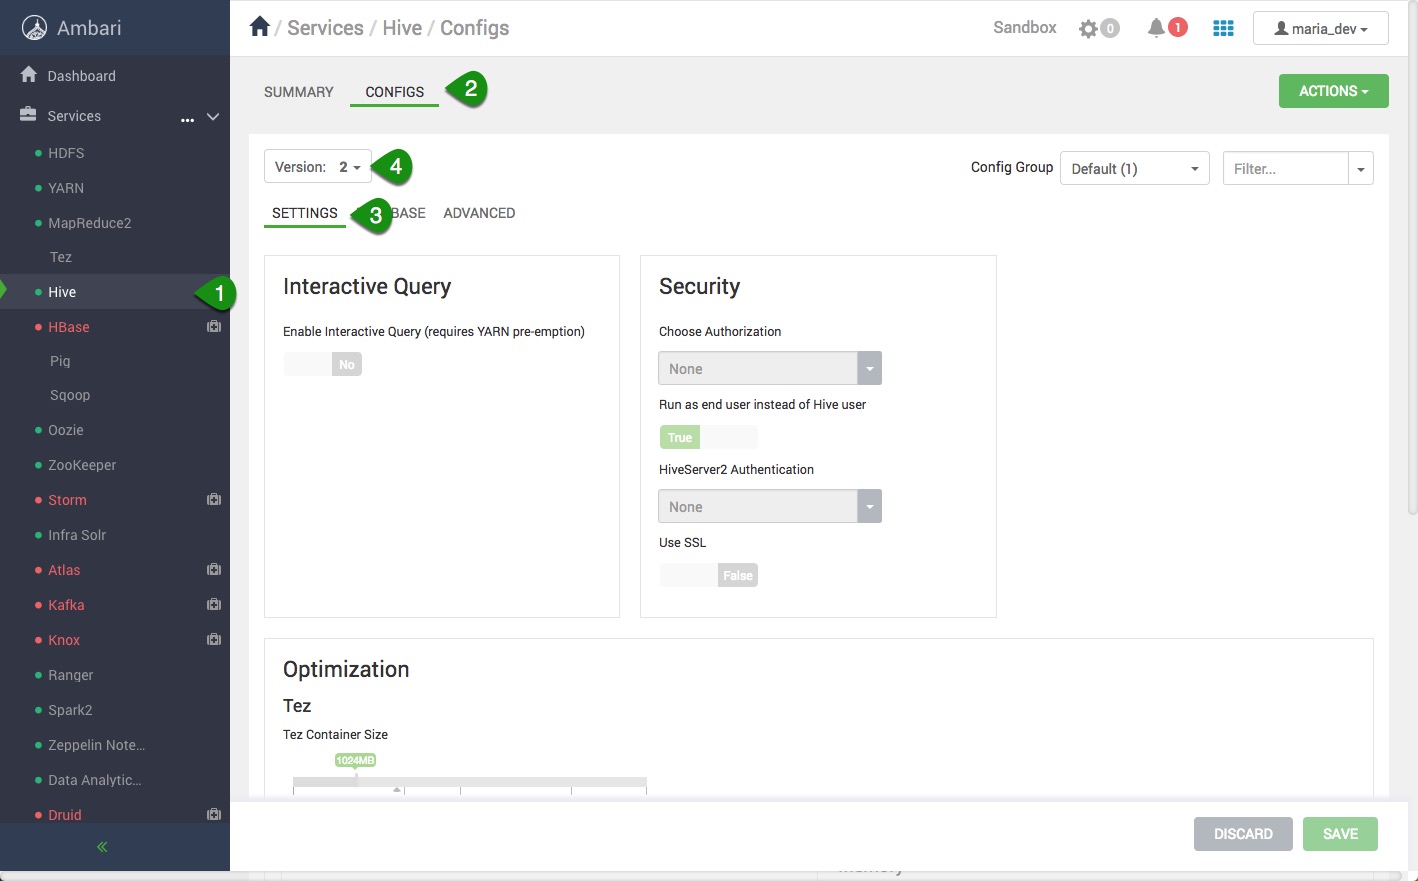 Ambari
/ Services / Hive / Configs
Sandbox
0
1
maria_dev
Dashboard
Services
...
HDFS
YARN
MapReduce2
Tez
Hive
1
HBase
Pig
Sqoop
Oozie
ZooKeeper
Storm
Infra Solr
Atlas
Kafka
Knox
Ranger
Spark2
Zeppelin Note...
Data Analytic...
Druid
«
SUMMARY
CONFIGS
2
ACTIONS
Version: 2
4
Config Group
Default (1)
Filter...
SETTINGS
3
BASE
ADVANCED
Interactive Query
Enable Interactive Query (requires YARN pre-emption)
No
Security
Choose Authorization
None
Run as end user instead of Hive user
True
HiveServer2 Authentication
None
Use SSL
False
Optimization
Tez
Tez Container Size
1024MB
DISCARD
SAVE